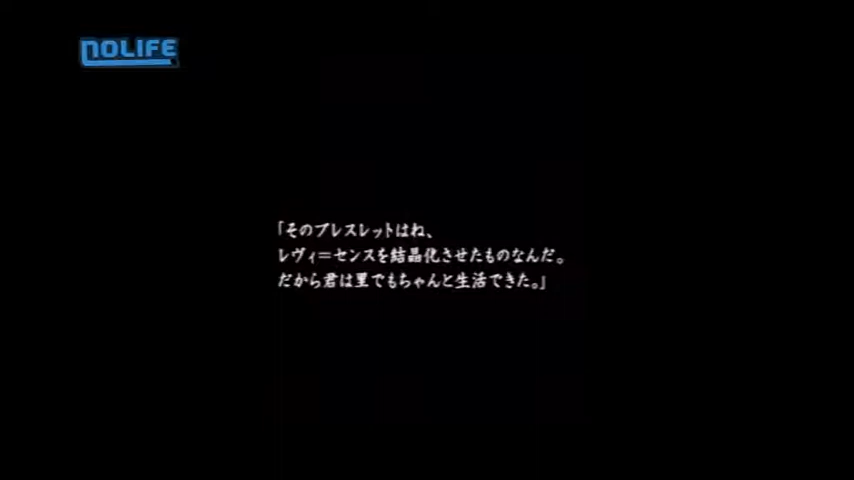 NOLIFE
「そのブレスレットはね、
レヴィ＝センスを結晶化させたものなんだ。
だから君は里でもちゃんと生活できた。」